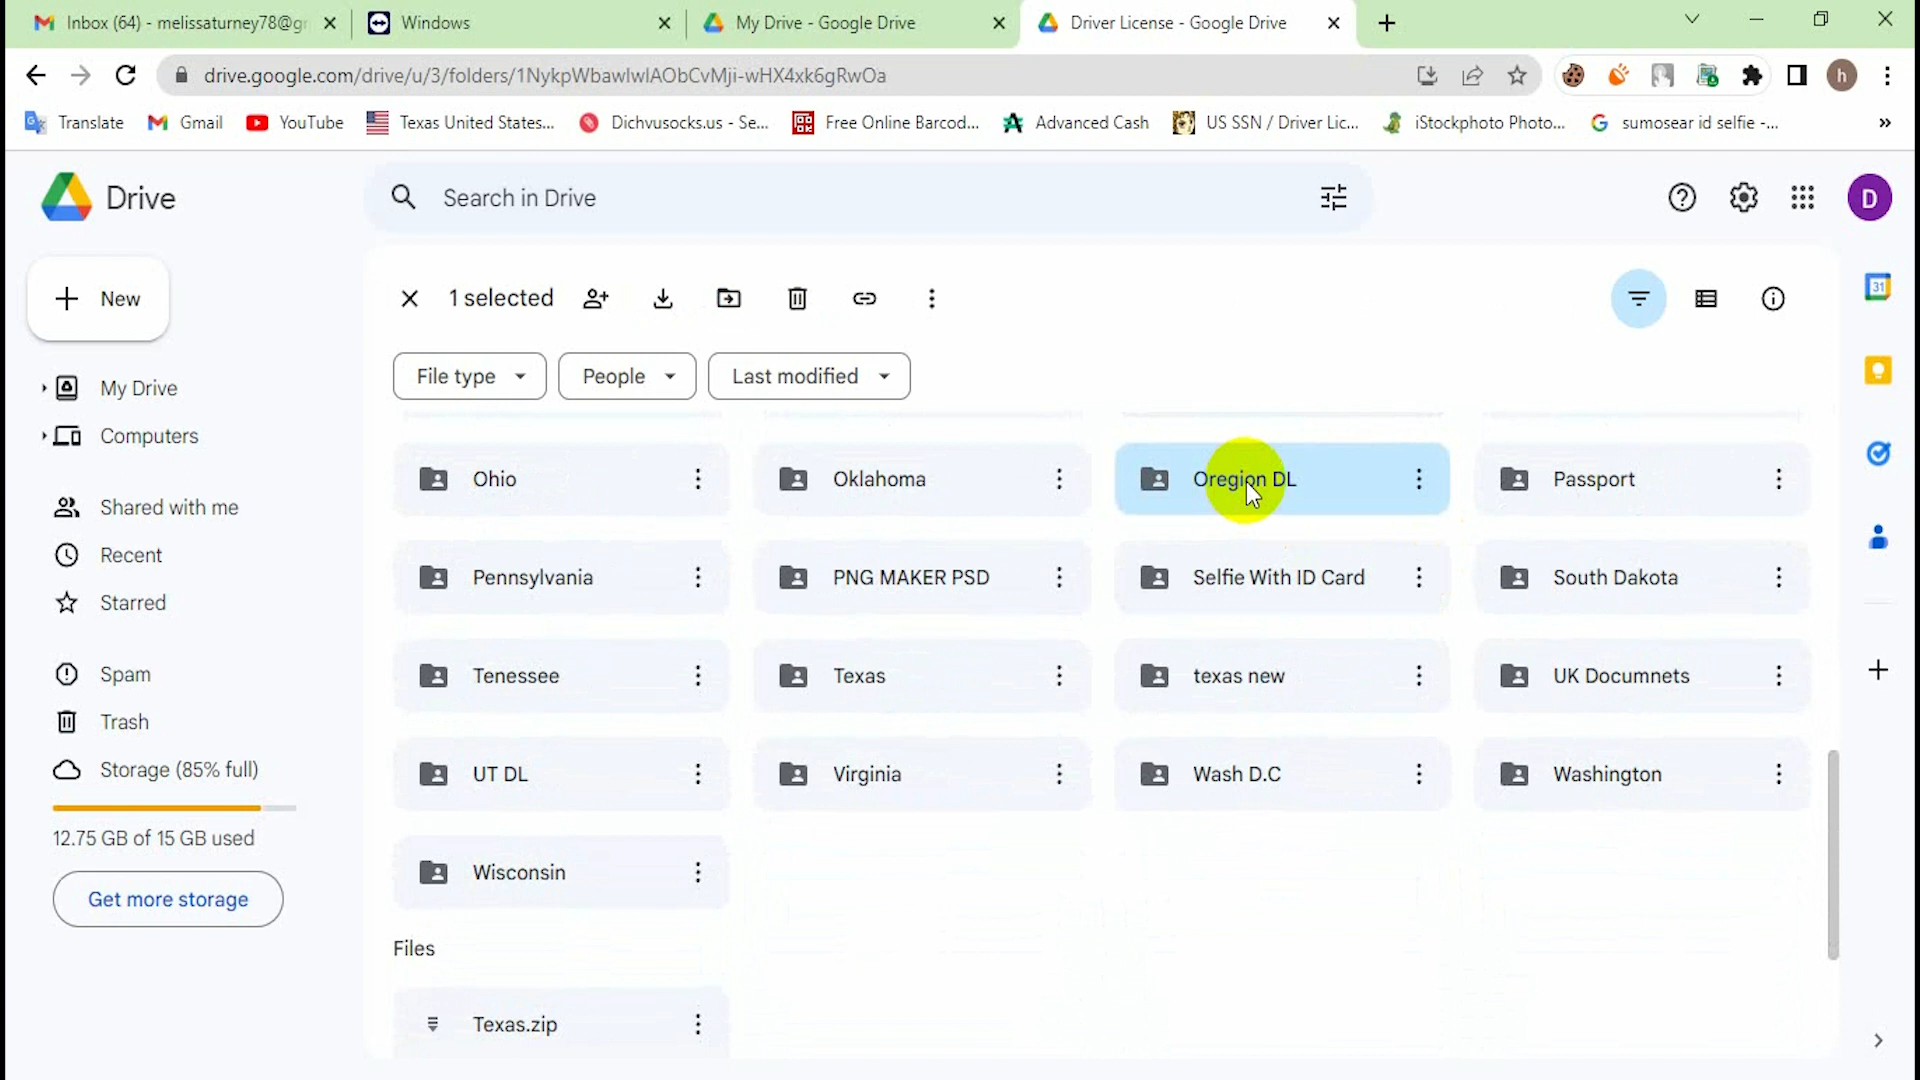 Inbox (64) - melissaturney78@gr
Windows
My Drive - Google Drive
Driver License - Google Drive
drive.google.com/drive/u/3/folders/1NykpWbawIwIAObCvMji-wHX4xk6gRwOa
h
Translate
Gmail
YouTube
Texas United States...
Dichvusocks.us - Se...
Free Online Barcod...
Advanced Cash
US SSN / Driver Lic...
iStockphoto Photo...
sumosear id selfie -...
Drive
Search in Drive
D
New
1 selected
31
File type
People
Last modified
My Drive
Computers
Shared with me
Recent
Starred
Spam
Trash
Storage (85% full)
12.75 GB of 15 GB used
Get more storage
Ohio
Oklahoma
Oregion DL
Passport
Pennsylvania
PNG MAKER PSD
Selfie With ID Card
South Dakota
Tenessee
Texas
texas new
UK Documnets
UT DL
Virginia
Wash D.C
Washington
Wisconsin
Files
Texas.zip